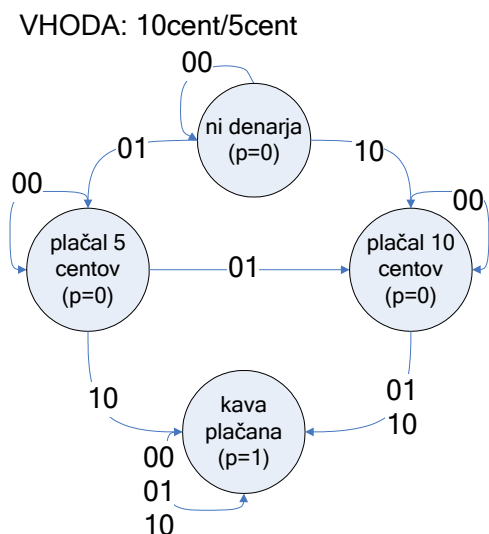 VHODA: 10cent/5cent
00
ni denarja
(p=0)
01
10
00
00
plačal 5
centov
(p=0)
01
plačal 10
centov
(p=0)
10
01
10
kava
plačana
(p=1)
00
01
10